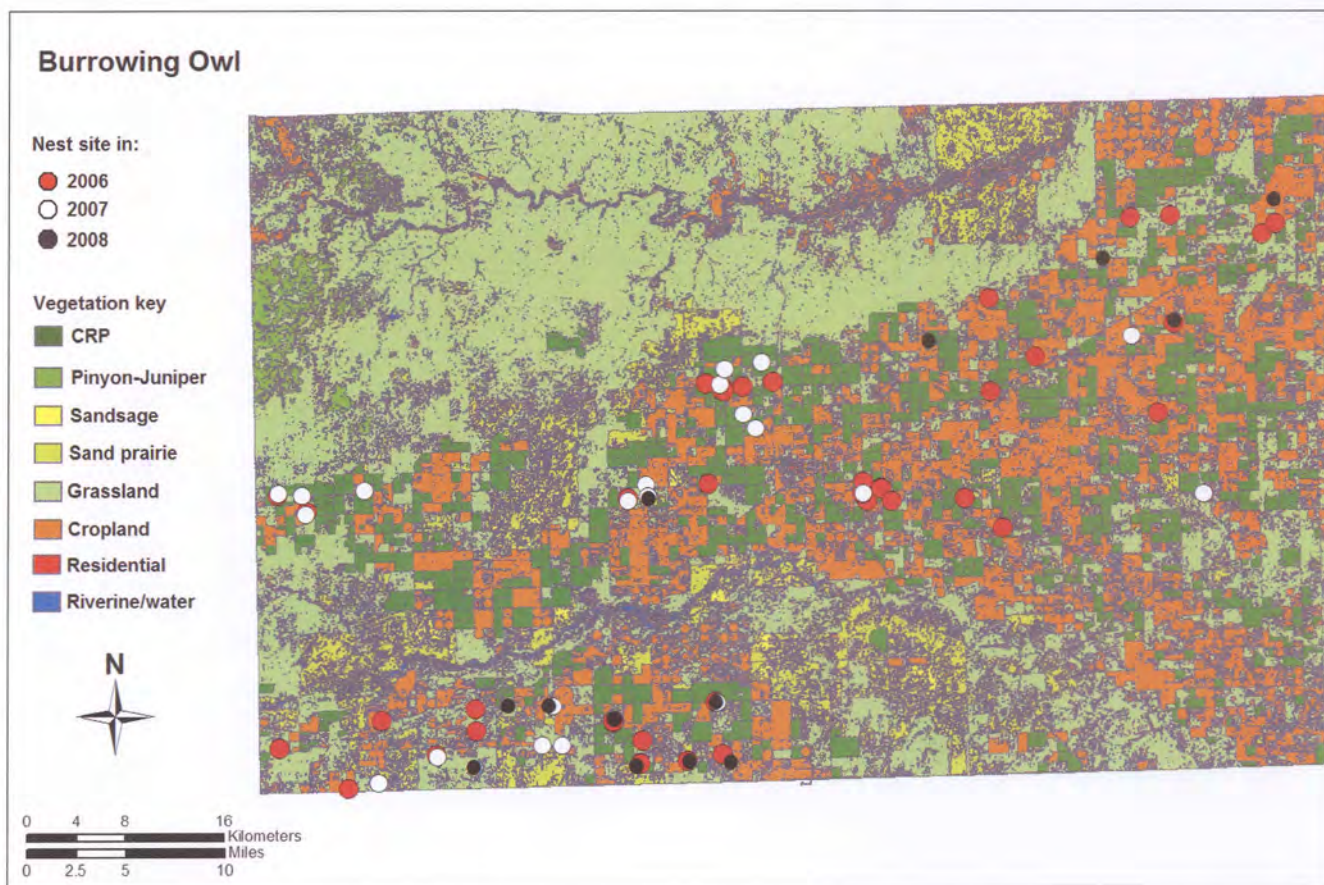 Burrowing Owl
Nest site in:
2006
2007
2008
Vegetation key
CRP
Pinyon-Juniper
Sandsage
Sand prairie
Grassland
Cropland
Residential
Riverine/water
N
0 4 8 16
Kilometers
Miles
0 2.5 5 10